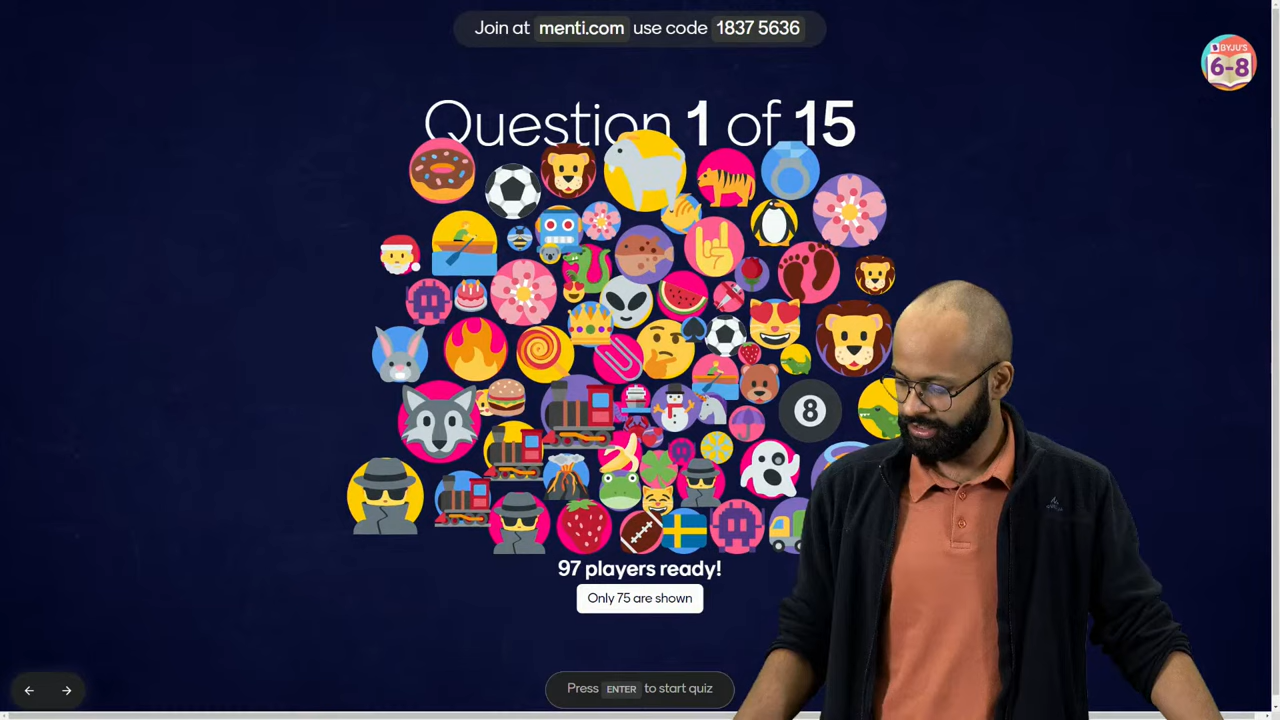 Join at menti.com use code 1837 5636
BYJU'S
6-8
Question 1 of 15
8
97 players ready!
Only 75 are shown
Press ENTER to start quiz